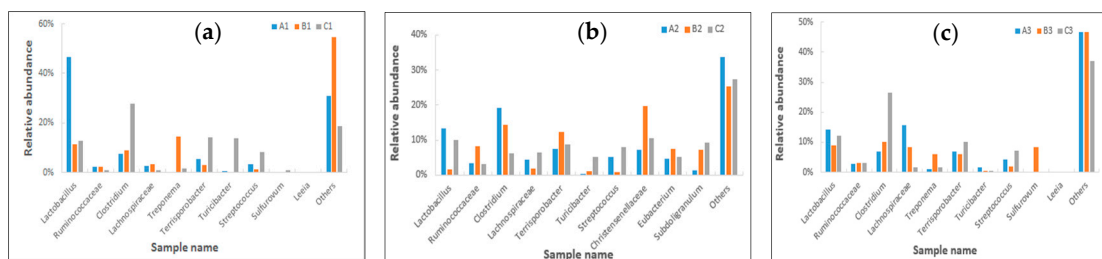 (a)
A1 B1 C1
60%
40%
20%
0%
Relative abundance
Lactobacillus
Ruminococcaceae
Clostridium
Lachnospiraceae
Treponema
Terrisporobacter
Turicibacter
Streptococcus
Sulfurovum
Leeia
Others
Sample name
(b)
A2 B2 C2
40%
30%
20%
10%
0%
Relative abundance
Lactobacillus
Ruminococcaceae
Clostridium
Lachnospiraceae
Terrisporobacter
Turicibacter
Streptococcus
Christensenellaceae
Eubacterium
Subdoligranulum
Others
Sample name
(c)
A3 B3 C3
50%
40%
30%
20%
10%
0%
Relative abundance
Lactobacillus
Ruminococcaceae
Clostridium
Lachnospiraceae
Treponema
Terrisporobacter
Turicibacter
Streptococcus
Sulfurovum
Leeia
Others
Sample name